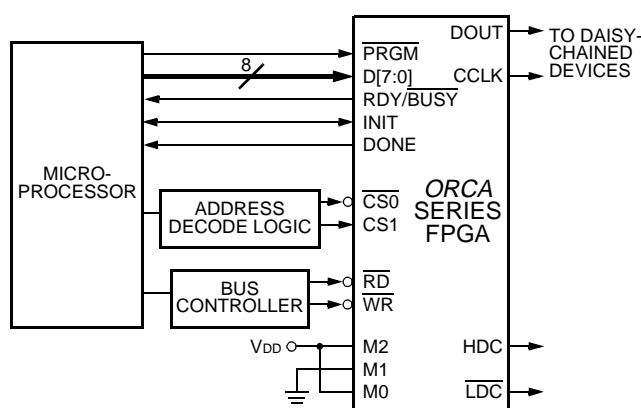 MICRO-
PROCESSOR
8
ADDRESS
DECODE LOGIC
BUS
CONTROLLER
VDD
PRGM
D[7:0]
RDY/BUSY
INIT
DONE
CS0
CS1
RD
WR
M2
M1
M0
ORCA
SERIES
FPGA
DOUT
CCLK
HDC
LDC
TO DAISY-
CHAINED
DEVICES